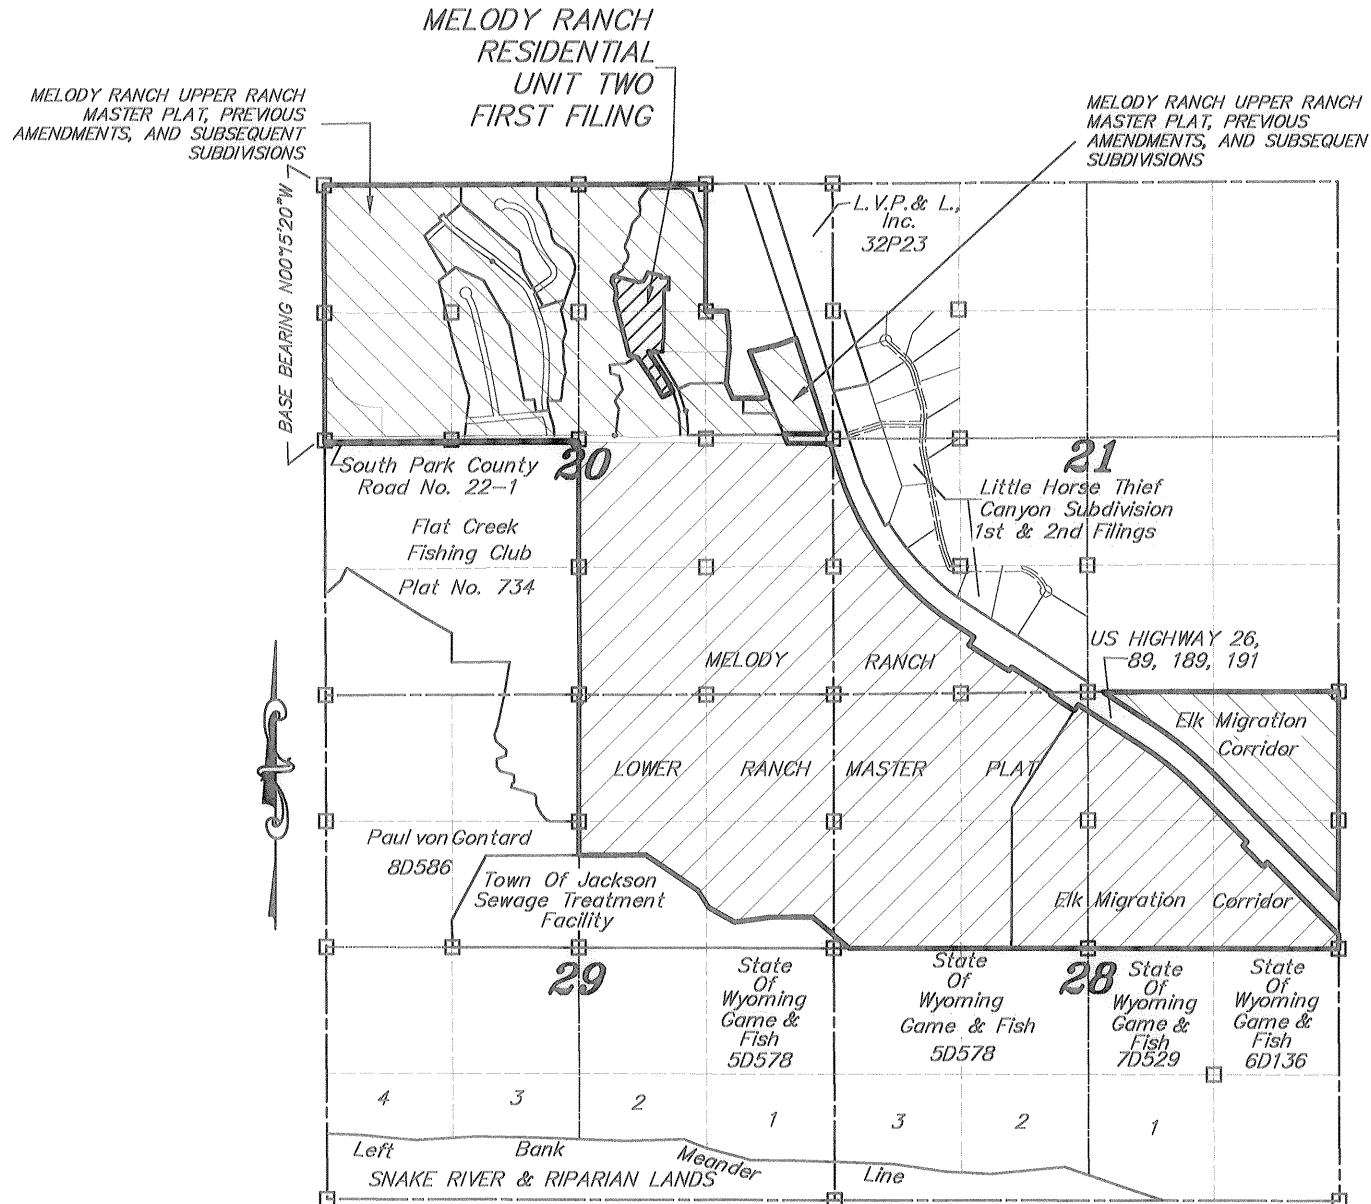 MELODY RANCH
RESIDENTIAL
UNIT TWO
FIRST FILING
MELODY RANCH UPPER RANCH
MASTER PLAT, PREVIOUS
AMENDMENTS, AND SUBSEQUENT
SUBDIVISIONS
MELODY RANCH UPPER RANCH
MASTER PLAT, PREVIOUS
AMENDMENTS, AND SUBSEQUEN
SUBDIVISIONS
BASE BEARING N00°15'20"W
L.V.P.& L.,
Inc.
32P23
South Park County
Road No. 22-1
20
21
Flat Creek
Fishing Club
Plat No. 734
Little Horse Thief
Canyon Subdivision
1st & 2nd Filings
US HIGHWAY 26,
89, 189, 191
MELODY RANCH
Elk Migration
Corridor
LOWER RANCH MASTER PLAT
Paul von Gontard
8D586
Town Of Jackson
Sewage Treatment
Facility
Elk Migration Corridor
29
28
State
Of
Wyoming
Game &
Fish
5D578
State
Of
Wyoming
Game & Fish
5D578
State
Of
Wyoming
Game &
Fish
7D529
State
Of
Wyoming
Game &
Fish
6D136
4 3 2 1 3 2 1
Left Bank Meander Line
SNAKE RIVER & RIPARIAN LANDS